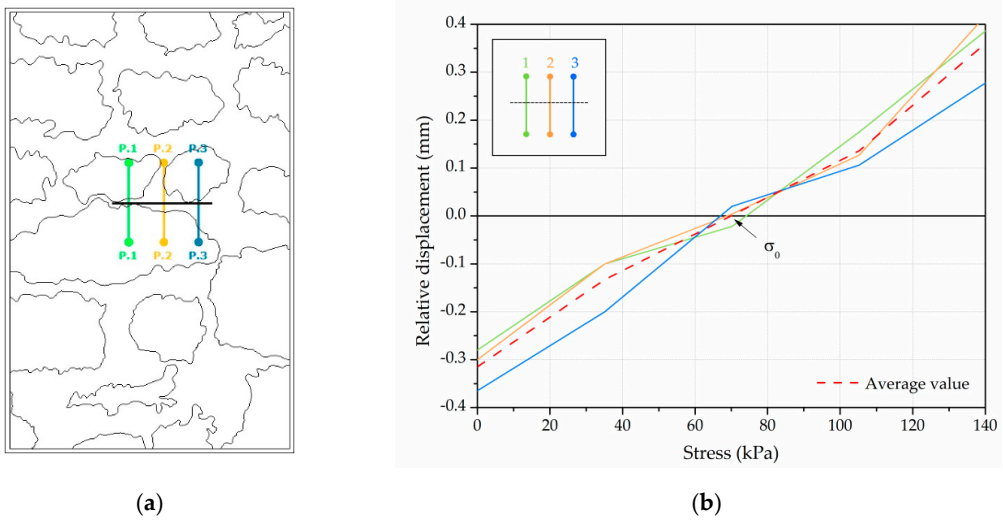 P.1 P.2 P.3
P.1 P.2 P.3
(a)
0.4
0.3
0.2
0.1
0.0
-0.1
-0.2
-0.3
-0.4
Relative displacement (mm)
1 2 3
σ0
Average value
0 20 40 60 80 100 120 140
Stress (kPa)
(b)